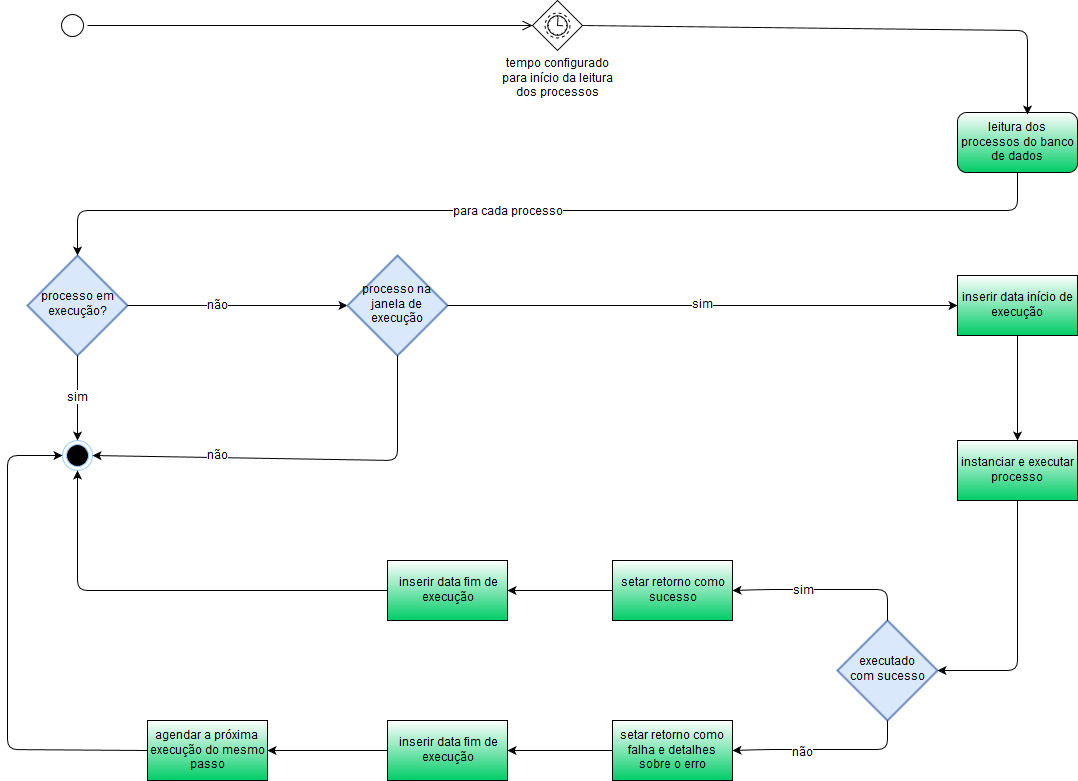 tempo configurado
para início da leitura
dos processos
leitura dos
processos do banco
de dados
para cada processo
processo em
execução?
não
processo na
janela de
execução
sim
inserir data início de
execução
sim
não
instanciar e executar
processo
inserir data fim de
execução
setar retorno como
sucesso
sim
executado
com sucesso
agendar a próxima
execução do mesmo
passo
inserir data fim de
execução
setar retorno como
falha e detalhes
sobre o erro
não